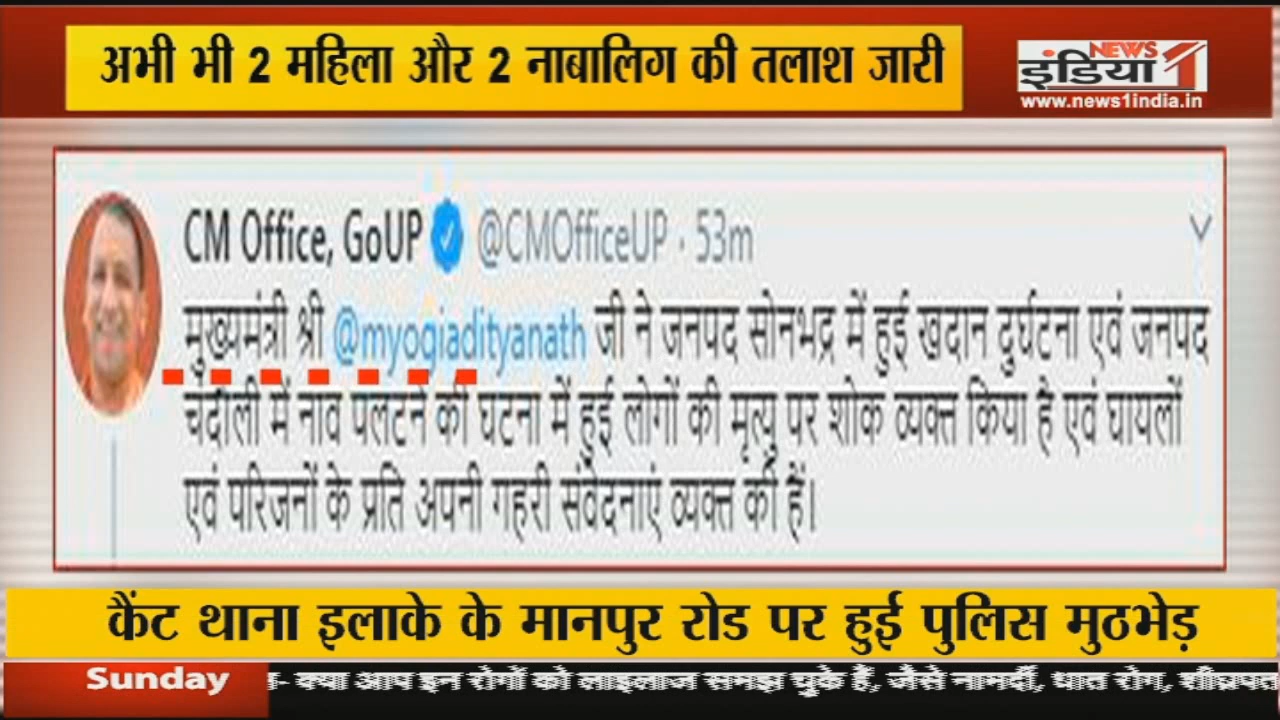 अभी भी 2 महिला और 2 नाबालिग की तलाश जारी
NEWS
इंडिया 1
www.news1india.in
CM Office, GoUP @CMOfficeUP · 53m
मुख्यमंत्री श्री @myogiadityanath जी ने जनपद सोनभद्र में हुई खदान दुर्घटना एवं जनपद
चंदौली में नाव पलटने की घटना में हुई लोगों की मृत्यु पर शोक व्यक्त किया है एवं घायलों
एवं परिजनों के प्रति अपनी गहरी संवेदनाएं व्यक्त की हैं।
कैंट थाना इलाके के मानपुर रोड पर हुई पुलिस मुठभेड़
Sunday
- क्या आप इन रोगों को लाइलाज समझ चुके हैं, जैसे नामर्दी, धात रोग, शीघ्रपत